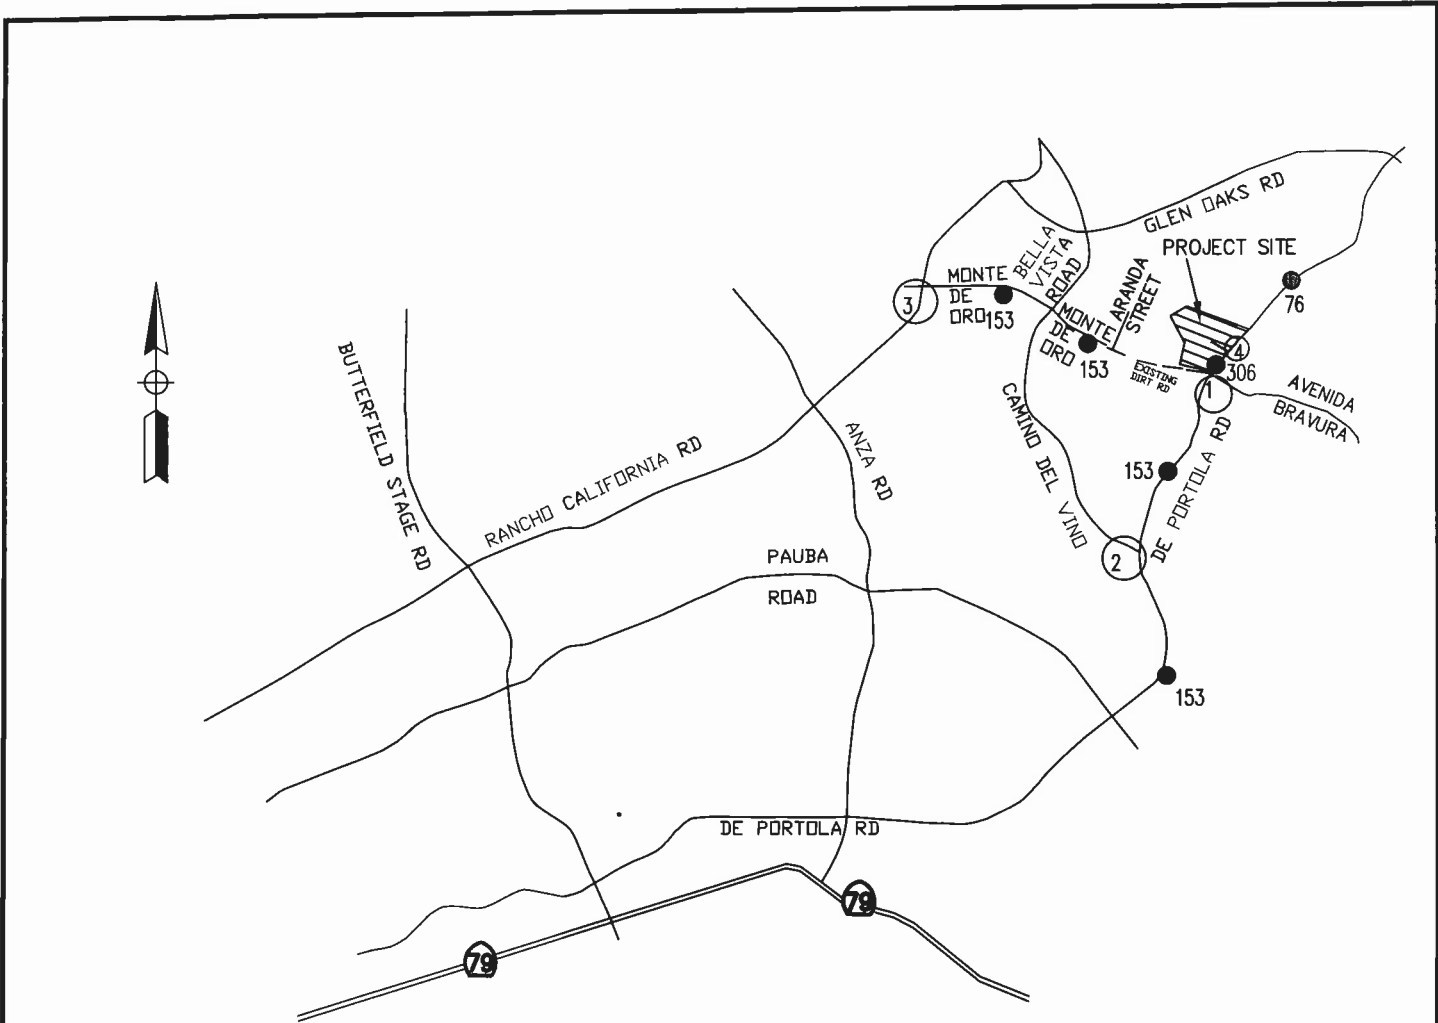 GLEN OAKS RD
PROJECT SITE
BELLA
VISTA
ROAD
ARANDA
STREET
MONTE
DE
ORO
153
3
76
MONTE
DE
ORO
153
4
306
EXISTING
DIRT RD
1
AVENIDA
BRAVURA
BUTTERFIELD STAGE RD
CAMINO DEL VINO
ANZA RD
RANCHO CALIFORNIA RD
153
DE PORTOLA RD
2
PAUBA
ROAD
153
DE PORTOLA RD
79
79